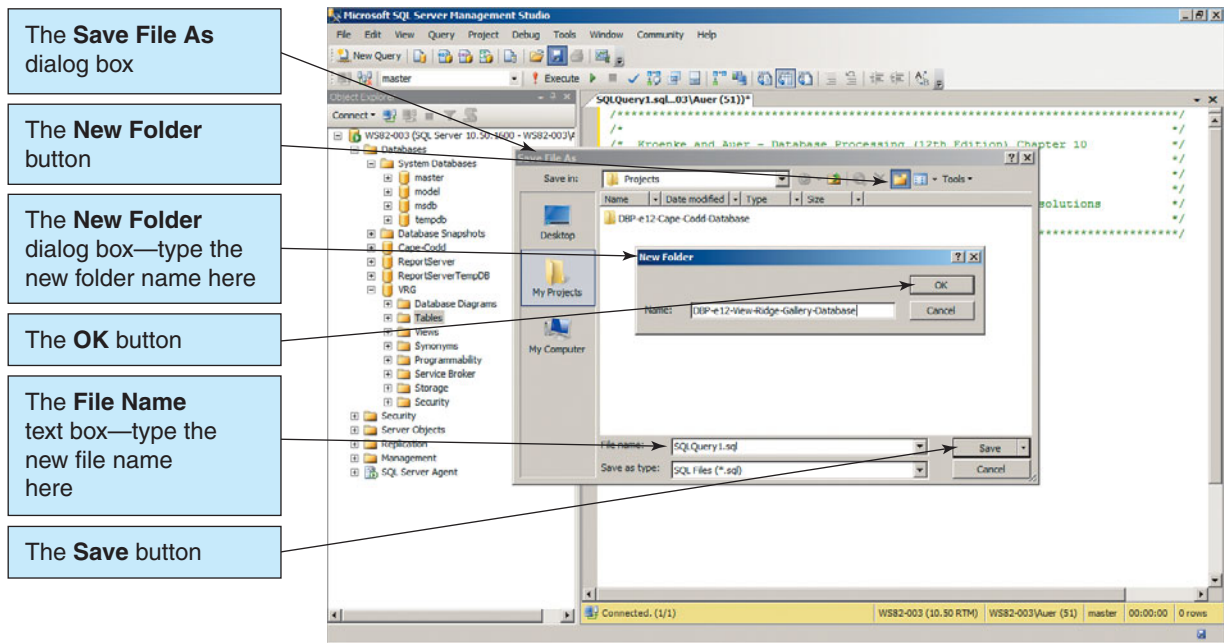 The Save File As
dialog box
The New Folder
button
The New Folder
dialog box—type the
new folder name here
The OK button
The File Name
text box—type the
new file name
here
The Save button
Microsoft SQL Server Management Studio
File Edit View Query Project Debug Tools Window Community Help
New Query
master
Execute
Object Explorer
Connect
WS82-003 (SQL Server 10.50.1600 - WS82-003\A
Databases
System Databases
master
model
msdb
tempdb
Database Snapshots
Cape-Codd
ReportServer
ReportServerTempDB
VRG
Database Diagrams
Tables
Views
Synonyms
Programmability
Service Broker
Storage
Security
Security
Server Objects
Replication
Management
SQL Server Agent
SQLQuery1.sql...03\Auer (51))*
/******************************************************************************/
/* */
/* Kroenke and Auer - Database Processing (12th Edition) Chapter 10 */
*/
*/
*/
solutions */
*/
******************/
Save File As
Save in: Projects
Tools
Name Date modified Type Size
DBP-e12-Cape-Codd-Database
Desktop
My Projects
My Computer
New Folder
Name: DBP-e12-View-Ridge-Gallery-Database
OK
Cancel
File name: SQLQuery1.sql
Save
Save as type: SQL Files (*.sql)
Cancel
Connected. (1/1)
WS82-003 (10.50 RTM) WS82-003\Auer (51) master 00:00:00 0 rows